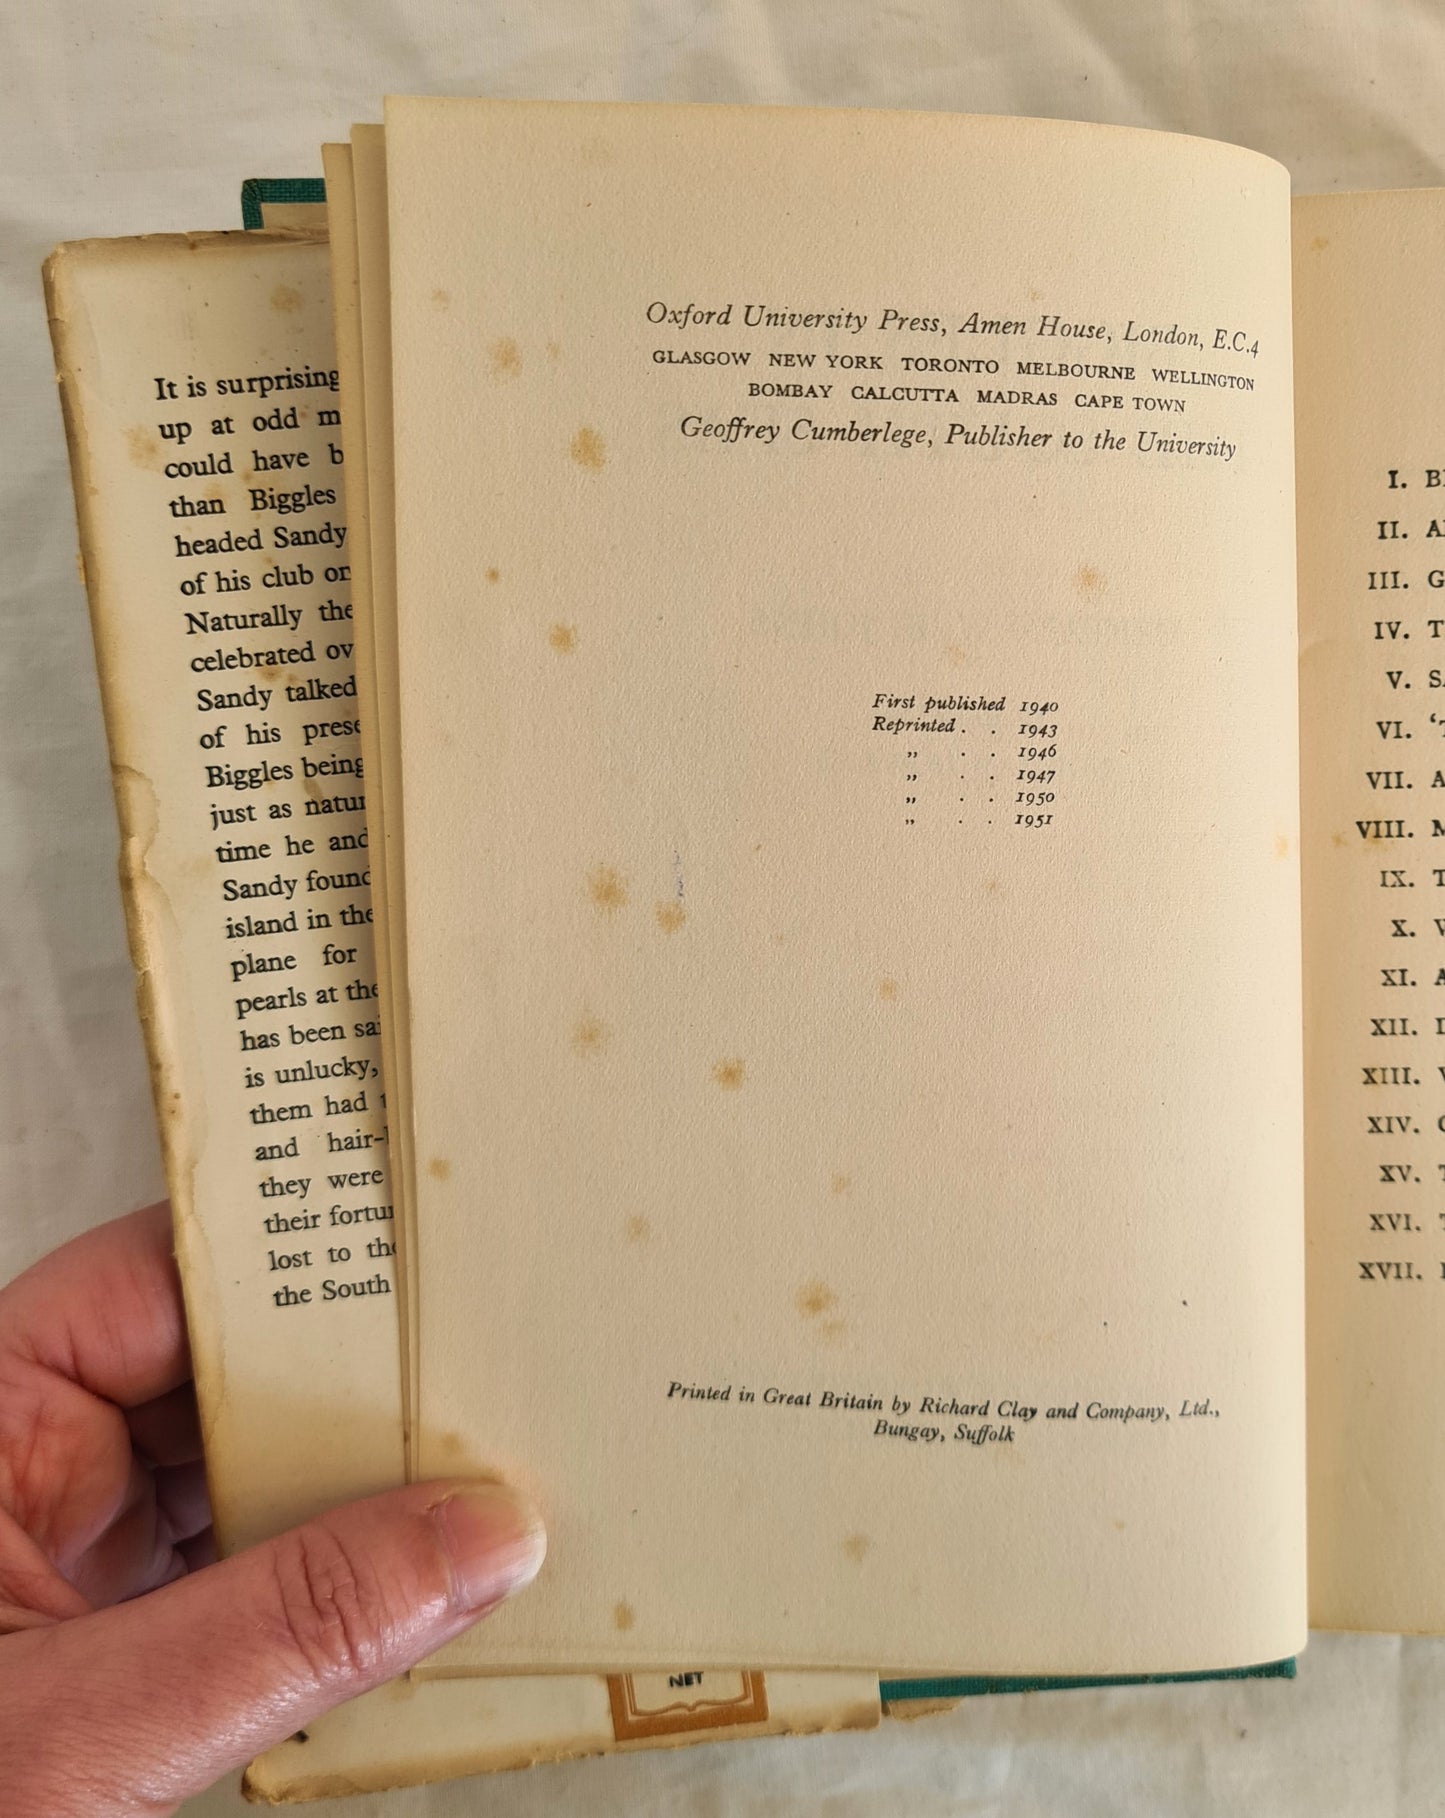 It is surprising
up at odd m
could have b
than Biggles
headed Sandy
of his club or
Naturally the
celebrated ov
Sandy talked
of his prese
Biggles being
just as natur
time he and
Sandy found
island in the
plane for
pearls at the
has been sai
is unlucky,
them had t
and hair-
they were
their fortun
lost to the
the South
Oxford University Press, Amen House, London, E.C.4
GLASGOW NEW YORK TORONTO MELBOURNE WELLINGTON
BOMBAY CALCUTTA MADRAS CAPE TOWN
Geoffrey Cumberlege, Publisher to the University
First published 1940
Reprinted . . 1943
„ . . 1946
„ . . 1947
„ . . 1950
„ . . 1951
Printed in Great Britain by Richard Clay and Company, Ltd.,
Bungay, Suffolk
NET
I. B
II. A
III. G
IV. T
V. S
VI. 'T
VII. A
VIII. M
IX. T
X.
XI. A
XII.
XIII.
XIV.
XV. T
XVI. T
XVII.